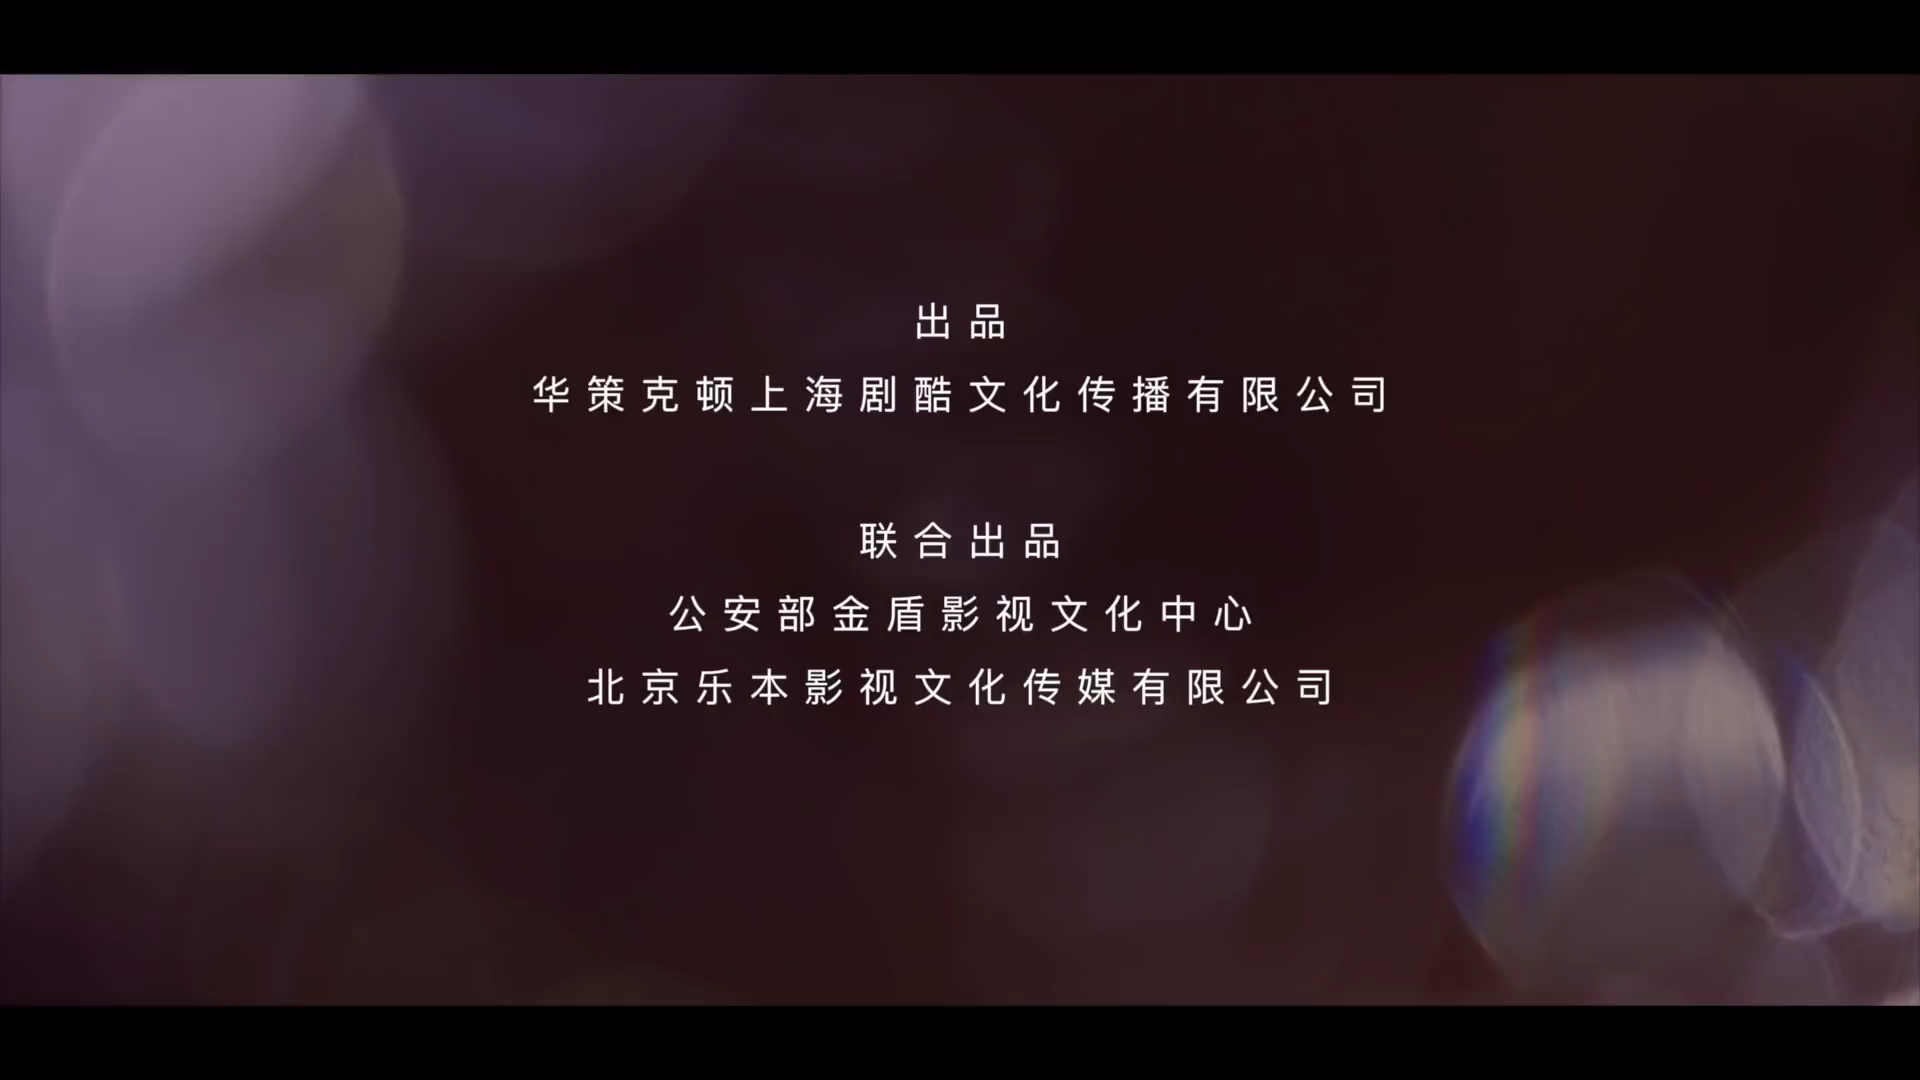 出品
华策克顿上海剧酷文化传播有限公司
联合出品
公安部金盾影视文化中心
北京乐本影视文化传媒有限公司